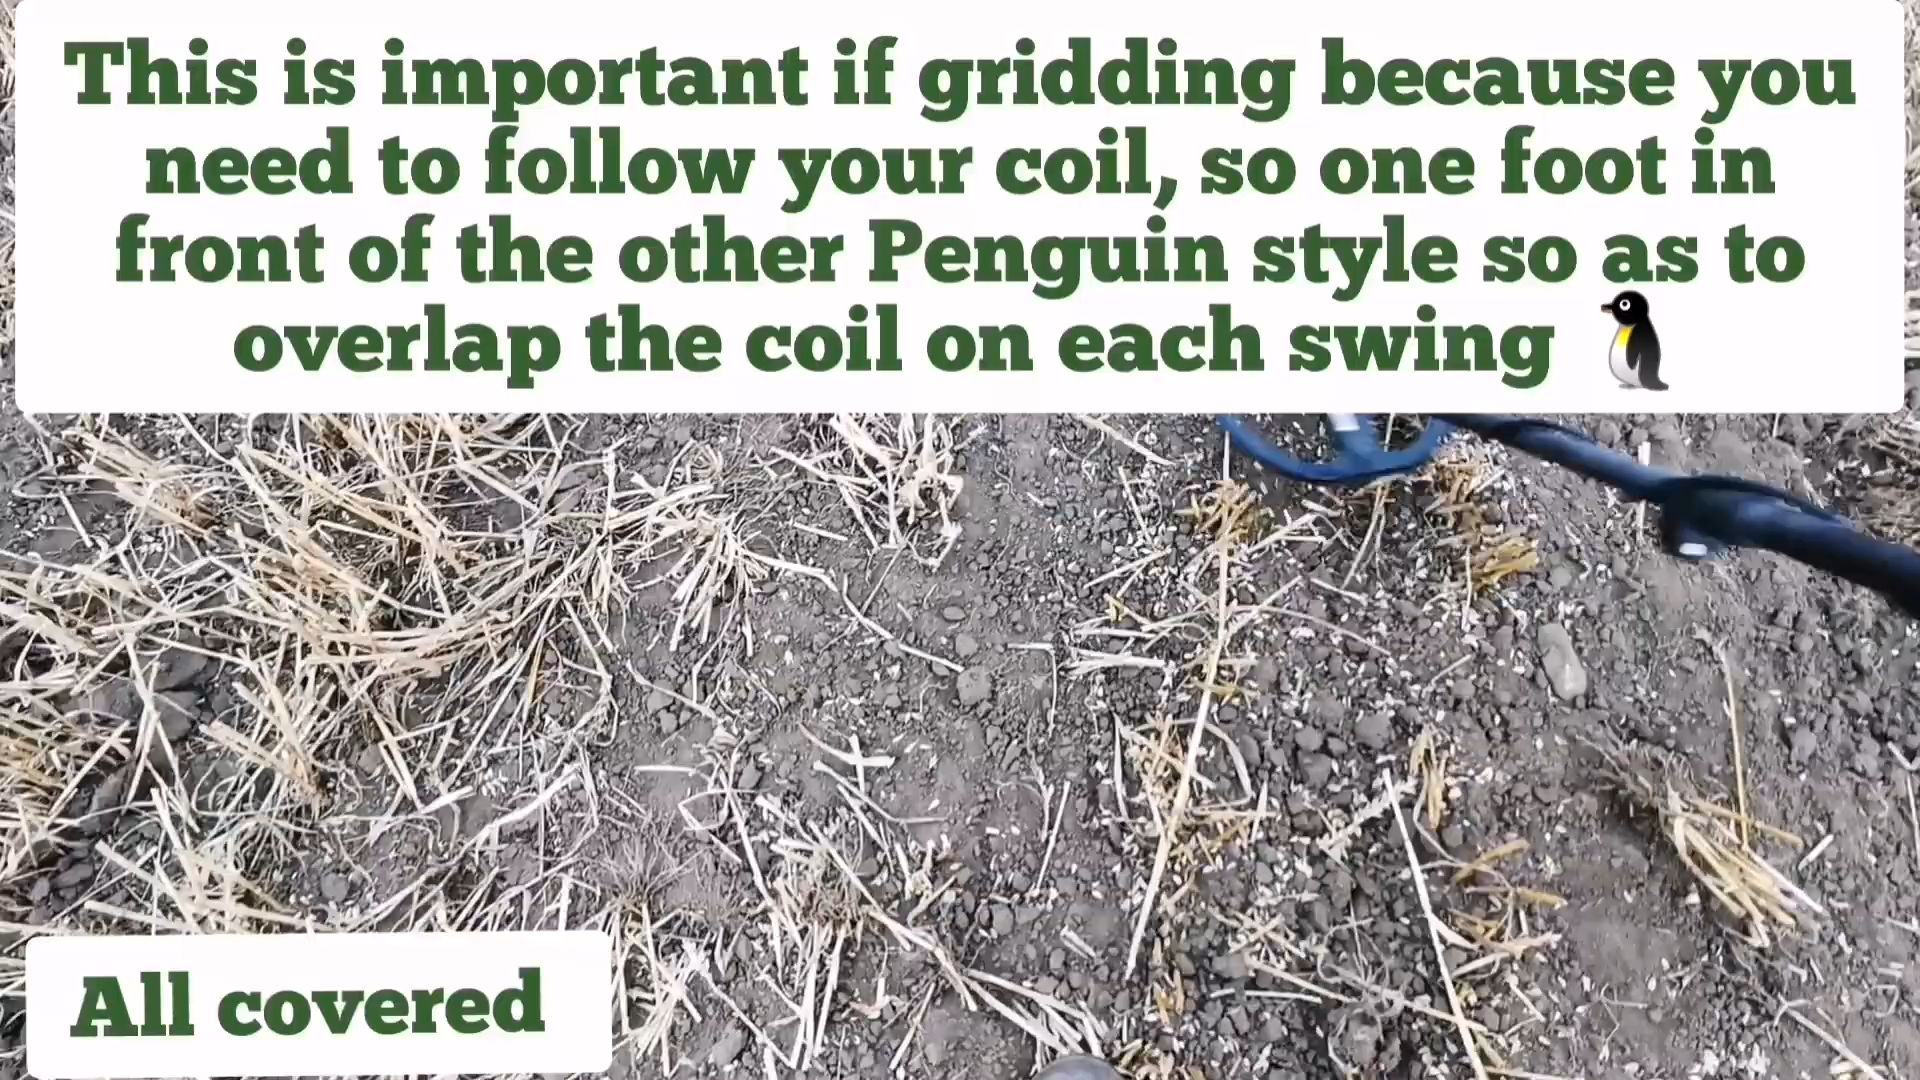 This is important if gridding because you
need to follow your coil, so one foot in
front of the other Penguin style so as to
overlap the coil on each swing 🐧
All covered